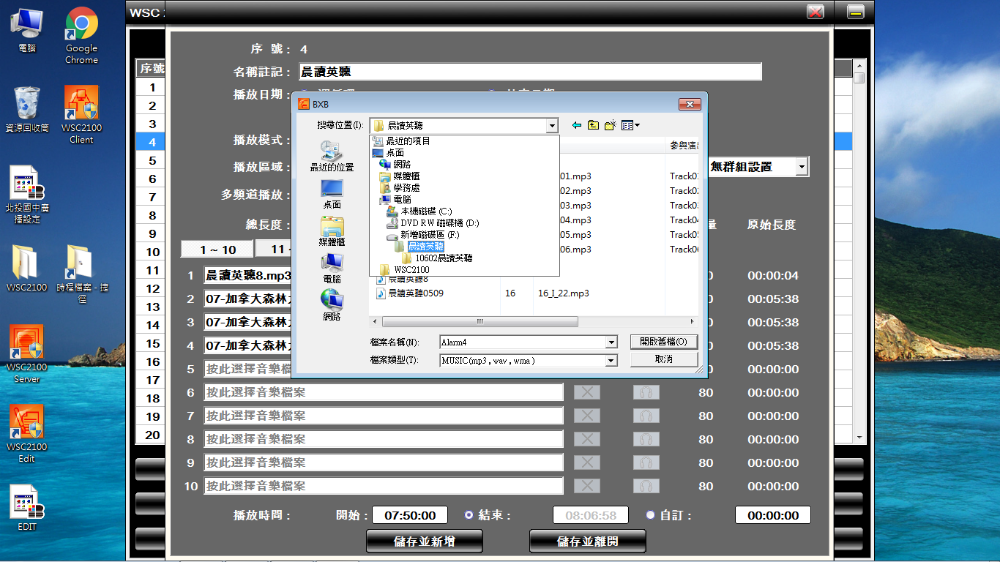 電腦
Google
Chrome
資源回收筒
WSC2100
Client
北投國中廣
播設定
WSC2100
時程檔案 - 捷
徑
WSC2100
Server
WSC2100
Edit
EDIT
WSC
序號
1
2
3
4
5
6
7
8
9
10
11
12
13
14
15
16
17
18
19
20
序 號： 4
名稱註記： 晨讀英聽
播放日期：
播放模式：
播放區域：
無群組設置
多頻道播放：
總長度：
量
原始長度
1 ~ 10
11
1 晨讀英聽8.mp3 00:00:04
2 07-加拿大森林 00:05:38
3 07-加拿大森林 00:05:38
4 07-加拿大森林 00:05:38
5 按此選擇音樂檔 00:00:00
6 按此選擇音樂檔案 80 00:00:00
7 按此選擇音樂檔案 80 00:00:00
8 按此選擇音樂檔案 80 00:00:00
9 按此選擇音樂檔案 80 00:00:00
10 按此選擇音樂檔案 80 00:00:00
播放時間： 開始： 07:50:00 結束： 08:06:58 自訂： 00:00:00
儲存並新增
儲存並離開
BXB
搜尋位置(I): 晨讀英聽
最近的位置
桌面
媒體櫃
電腦
網路
最近的項目
桌面
網路
媒體櫃
學務處
電腦
本機磁碟 (C:)
DVD RW 磁碟機 (D:)
新增磁碟區 (F:)
晨讀英聽
10602晨讀英聽
WSC2100
參與演出
01.mp3 Track01
02.mp3 Track02
03.mp3 Track03
04.mp3 Track04
05.mp3 Track05
06.mp3 Track06
晨讀英聽8
晨讀英聽0509 16 16_I_22.mp3
檔案名稱(N): Alarm4 開啟舊檔(O)
檔案類型(T): MUSIC(mp3 , wav , wma ) 取消